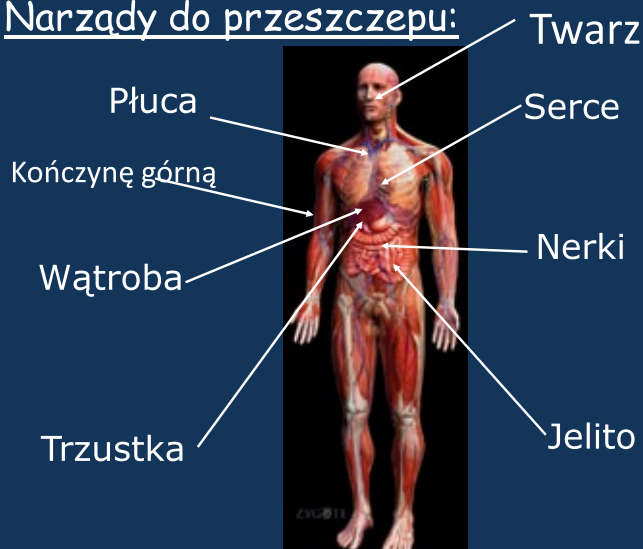 Narządy do przeszczepu:
Twarz
Płuca
Serce
Kończynę górną
Nerki
Wątroba
Jelito
Trzustka
ZYGOTE